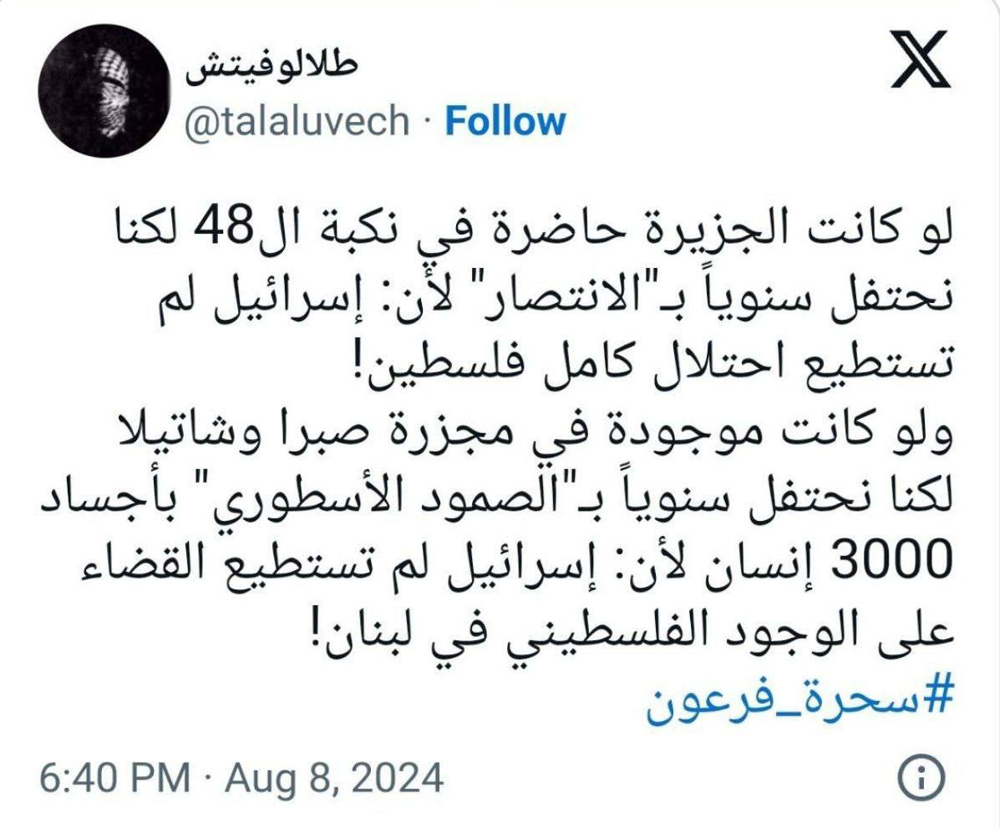 طلالوفيتش
@talaluvech · Follow
لو كانت الجزيرة حاضرة في نكبة ال48 لكنا
نحتفل سنوياً بـ"الانتصار" لأن: إسرائيل لم
تستطيع احتلال كامل فلسطين!
ولو كانت موجودة في مجزرة صبرا وشاتيلا
لكنا نحتفل سنوياً بـ"الصمود الأسطوري" بأجساد
3000 إنسان لأن: إسرائيل لم تستطيع القضاء
على الوجود الفلسطيني في لبنان!
#سحرة_فرعون
6:40 PM · Aug 8, 2024